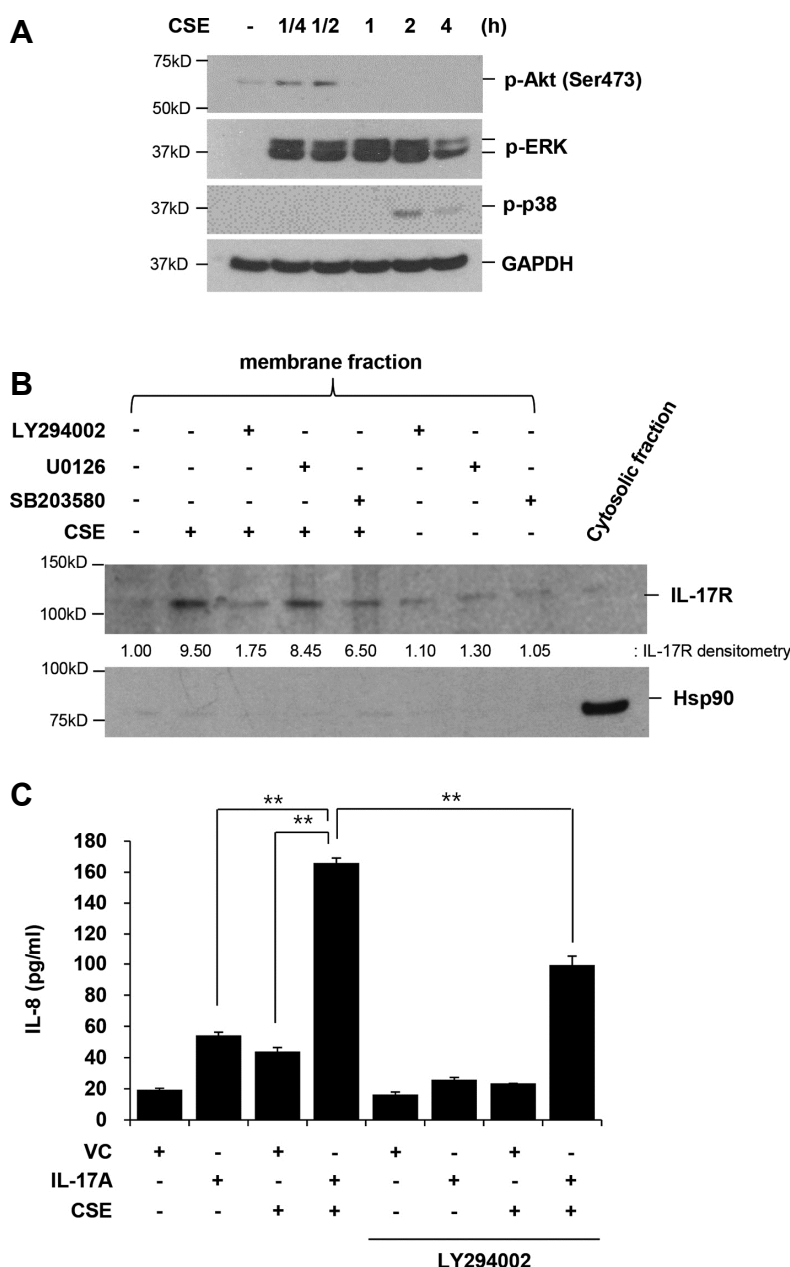 A
CSE - 1/4 1/2 1 2 4 (h)
75kD
p-Akt (Ser473)
50kD
37kD p-ERK
37kD p-p38
37kD GAPDH
B
membrane fraction
Cytosolic fraction
LY294002 - - + - - + - -
U0126 - - - + - - + -
SB203580 - - - - + - - +
CSE - + + + + - - -
150kD
IL-17R
100kD
1.00 9.50 1.75 8.45 6.50 1.10 1.30 1.05 : IL-17R densitometry
100kD
Hsp90
75kD
C
** **
**
180
160
140
120
100
80
60
40
20
0
IL-8 (pg/ml)
VC + - + - + - + -
IL-17A - + - + - + - +
CSE - - + + - - + +
LY294002